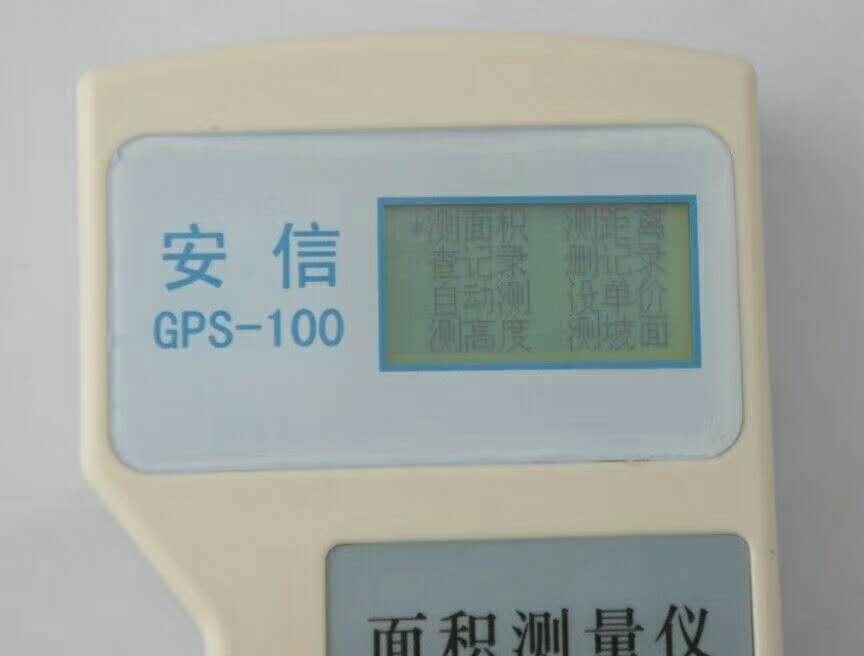 安信
GPS-100
*测面积 测距离
查记录 删记录
自动测 设单价
测高度 测坡面
面积测量仪